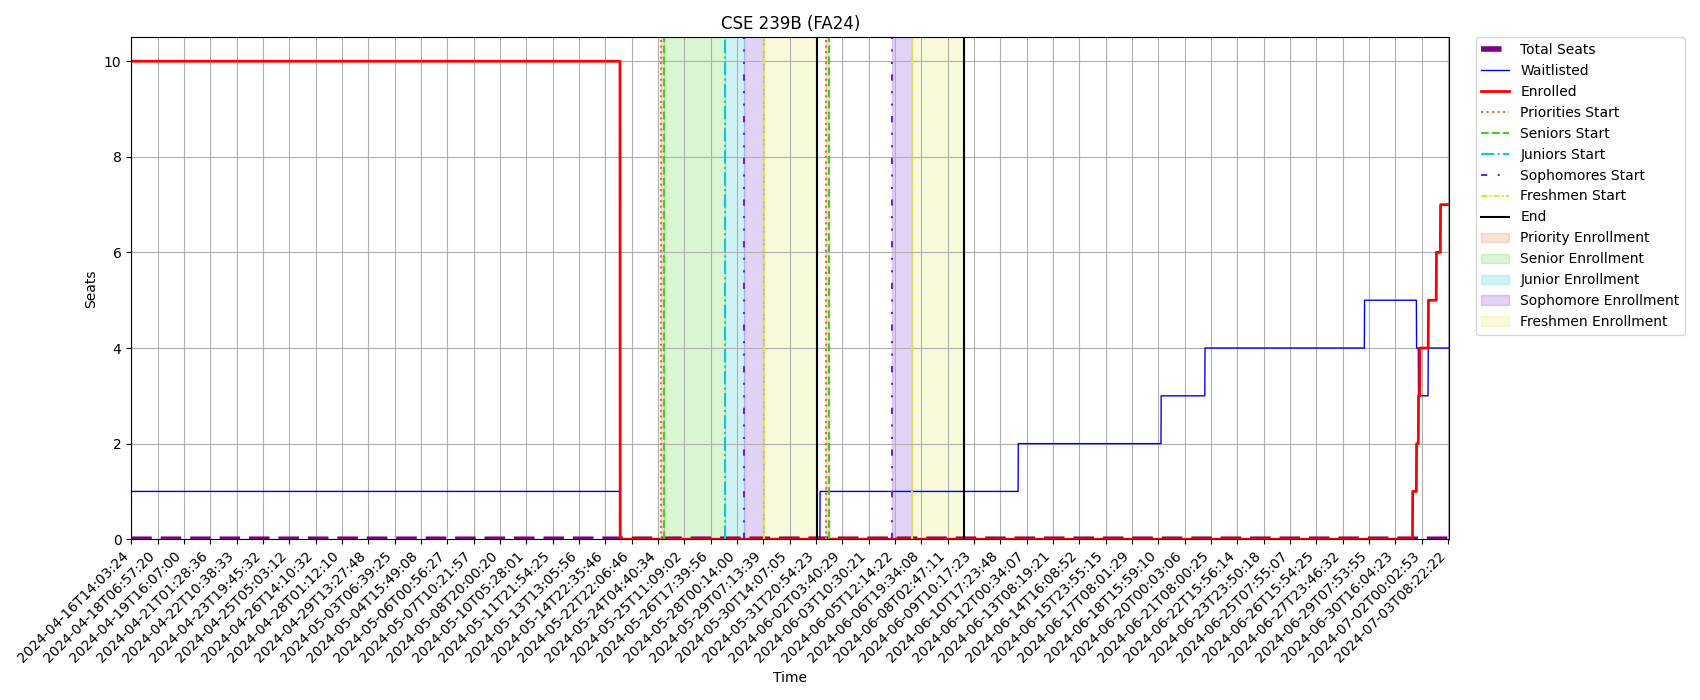 CSE 239B (FA24)
Total Seats
Waitlisted
Enrolled
Priorities Start
Seniors Start
Juniors Start
Sophomores Start
Freshmen Start
End
Priority Enrollment
Senior Enrollment
Junior Enrollment
Sophomore Enrollment
Freshmen Enrollment
Seats
10
8
6
4
2
0
2024-04-16T14:03:24
2024-04-18T06:57:20
2024-04-19T16:07:00
2024-04-21T01:28:36
2024-04-22T10:38:33
2024-04-23T19:45:32
2024-04-25T05:03:12
2024-04-26T14:10:32
2024-04-28T01:12:10
2024-04-29T13:27:48
2024-05-03T06:39:25
2024-05-04T15:49:08
2024-05-06T00:56:27
2024-05-07T10:21:57
2024-05-08T20:00:20
2024-05-10T05:28:01
2024-05-11T21:54:25
2024-05-13T13:05:56
2024-05-14T22:35:46
2024-05-22T22:06:46
2024-05-24T04:40:34
2024-05-25T11:09:02
2024-05-26T17:39:56
2024-05-28T00:14:00
2024-05-29T07:13:39
2024-05-30T14:07:05
2024-05-31T20:54:23
2024-06-02T03:40:29
2024-06-03T10:30:21
2024-06-05T12:14:22
2024-06-06T19:34:08
2024-06-08T02:47:11
2024-06-09T10:17:23
2024-06-10T17:23:48
2024-06-12T00:34:07
2024-06-13T08:19:21
2024-06-14T16:08:52
2024-06-15T23:55:15
2024-06-17T08:01:29
2024-06-18T15:59:10
2024-06-20T00:03:06
2024-06-21T08:00:25
2024-06-22T15:56:14
2024-06-23T23:50:18
2024-06-25T07:55:07
2024-06-26T15:54:25
2024-06-27T23:46:32
2024-06-29T07:53:55
2024-06-30T16:04:23
2024-07-02T00:02:53
2024-07-03T08:22:22
Time